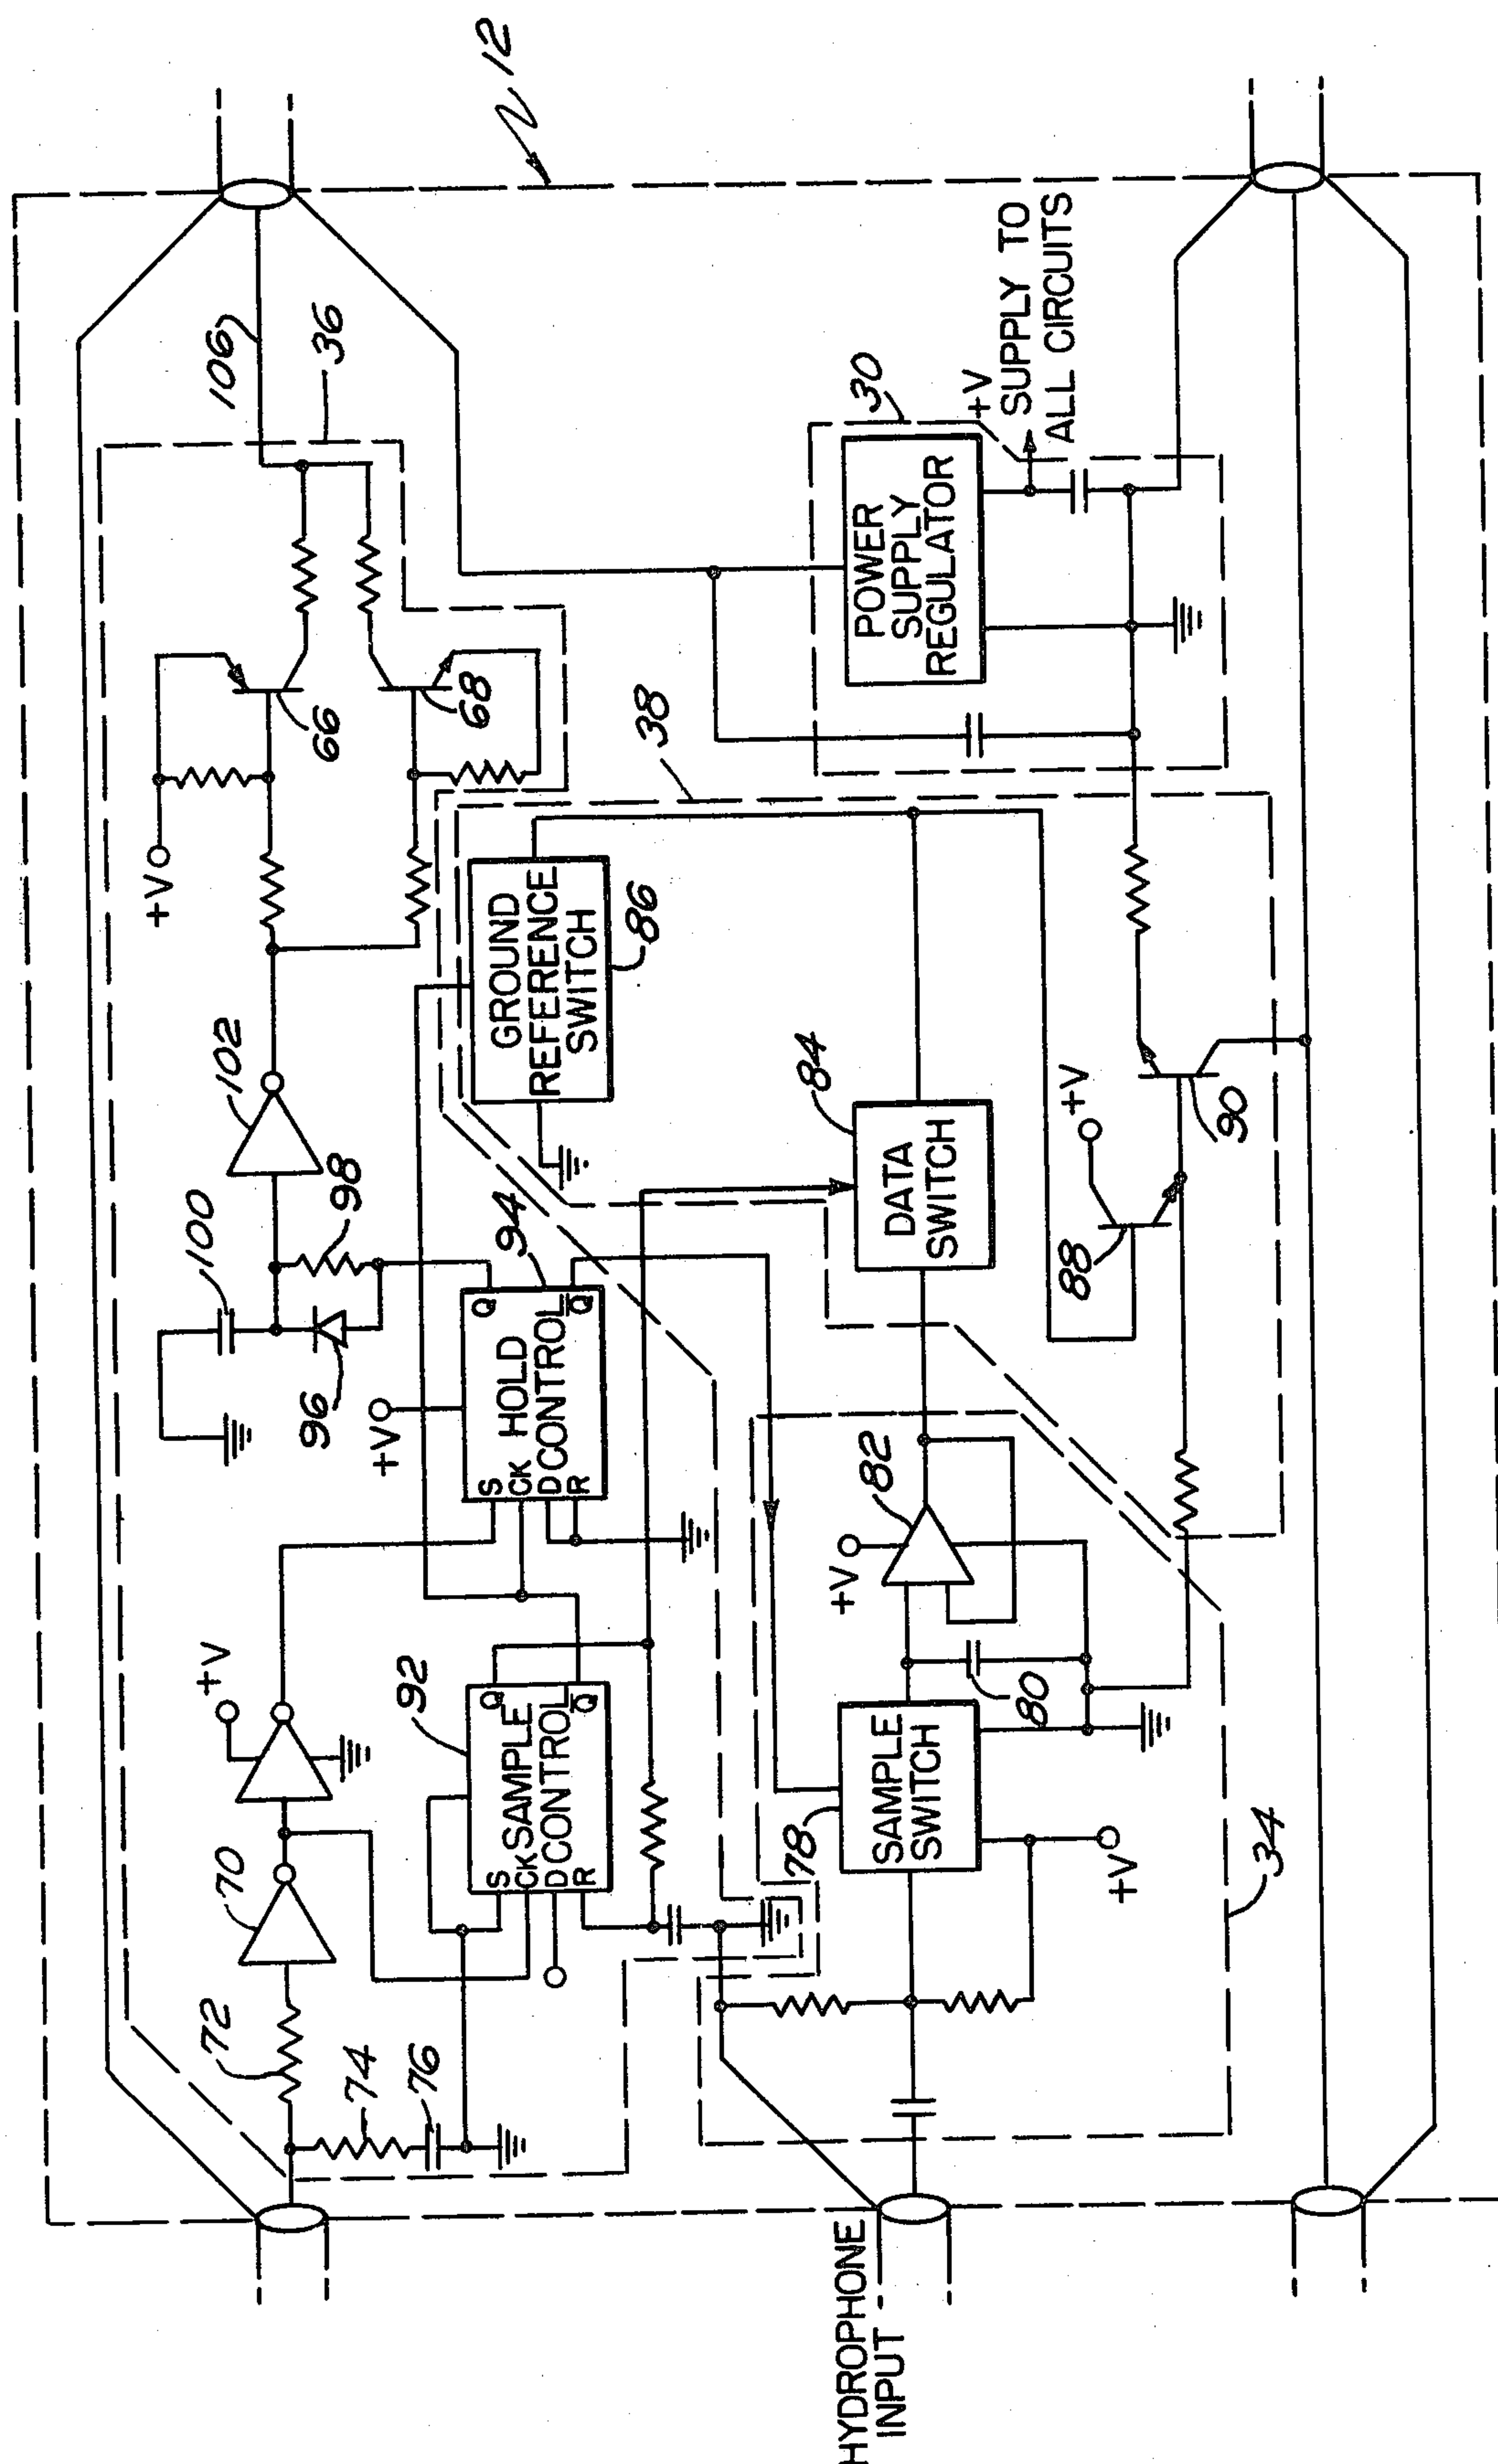 12
106
36
+V
66
68
102
100
98
96
94
+V
Q
S
CK HOLD
D CONTROL
R
Q̅
GROUND
REFERENCE
SWITCH
86
38
30
POWER
SUPPLY
REGULATOR
+V
SUPPLY TO
ALL CIRCUITS
+V
70
72
74
76
92
Q
S
CK SAMPLE
D CONTROL
R
Q̅
84
DATA
SWITCH
+V
88
90
82
+V
80
78
SAMPLE
SWITCH
+V
34
HYDROPHONE
INPUT